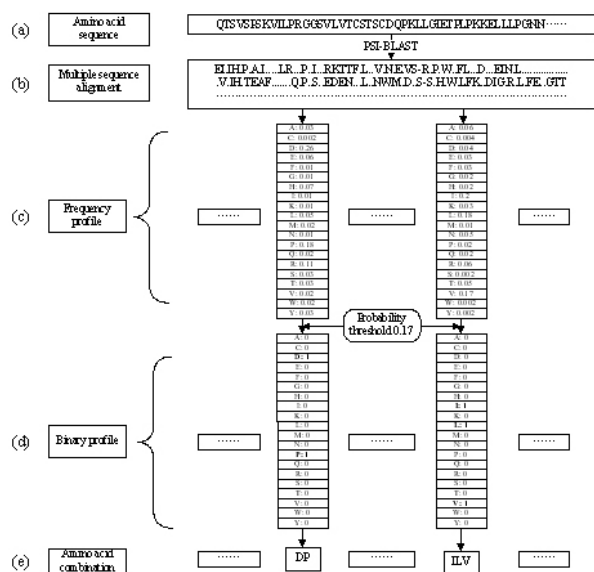 (a)
Amino acid
sequence
QTSVSPSKVILPRGGSVLVTCSTSCDQPKLLGIETPLPKKELLLPGNN......
PSI-BLAST
(b)
Multiple sequence
alignment
(c)
Frequency
profile
A: 0.03
C: 0.002
D: 0.26
E: 0.06
F: 0.01
G: 0.01
H: 0.07
I: 0.01
K: 0.01
L: 0.05
M: 0.02
N: 0.01
P: 0.18
Q: 0.02
R: 0.11
S: 0.03
T: 0.03
V: 0.02
W: 0.02
Y: 0.03
A: 0.06
C: 0.004
D: 0.04
E: 0.03
F: 0.03
G: 0.02
H: 0.02
I: 0.2
K: 0.03
L: 0.18
M: 0.01
N: 0.05
P: 0.02
Q: 0.02
R: 0.06
S: 0.002
T: 0.05
V: 0.17
W: 0.002
Y: 0.002
......
......
......
Probability
threshold 0.17
(d)
Binary profile
A: 0
C: 0
D: 1
E: 0
F: 0
G: 0
H: 0
I: 0
K: 0
L: 0
M: 0
N: 0
P: 1
Q: 0
R: 0
S: 0
T: 0
V: 0
W: 0
Y: 0
A: 0
C: 0
D: 0
E: 0
F: 0
G: 0
H: 0
I: 1
K: 0
L: 1
M: 0
N: 0
P: 0
Q: 0
R: 0
S: 0
T: 0
V: 1
W: 0
Y: 0
......
......
......
(e)
Amino acid
combination
......
DP
......
ILV
......